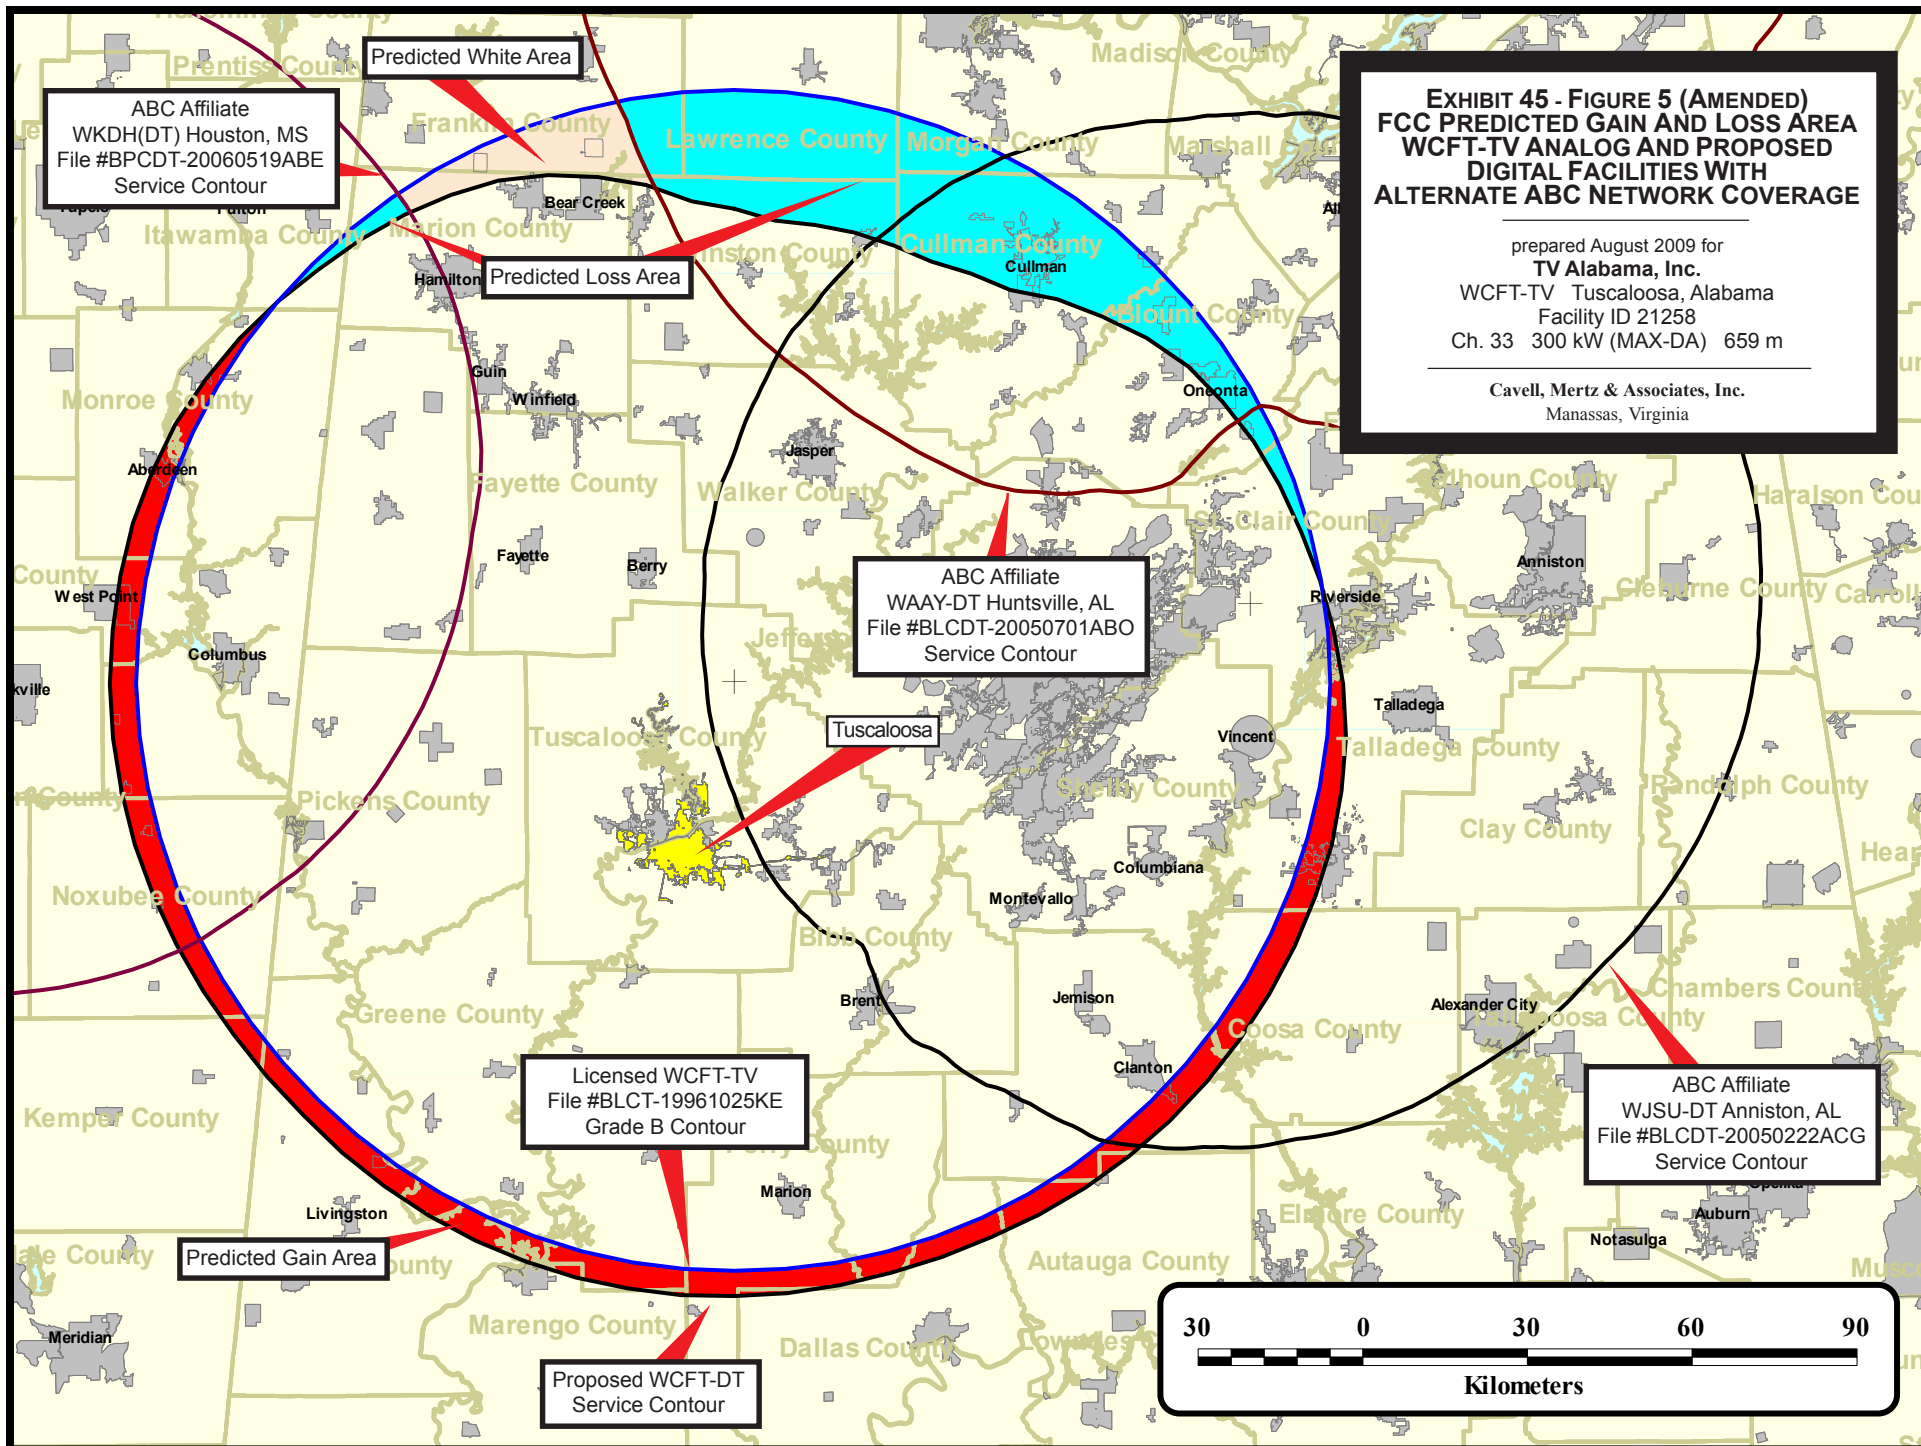 Prentiss County
Madison County
Predicted White Area
ABC Affiliate
WKDH(DT) Houston, MS
File #BPCDT-20060519ABE
Service Contour
EXHIBIT 45 - FIGURE 5 (AMENDED)
FCC PREDICTED GAIN AND LOSS AREA
WCFT-TV ANALOG AND PROPOSED
DIGITAL FACILITIES WITH
ALTERNATE ABC NETWORK COVERAGE
prepared August 2009 for
TV Alabama, Inc.
WCFT-TV Tuscaloosa, Alabama
Facility ID 21258
Ch. 33 300 kW (MAX-DA) 659 m
Cavell, Mertz & Associates, Inc.
Manassas, Virginia
Franklin County
Lawrence County
Morgan County
Marshall
Bear Creek
Itawamba County
Marion County
Cullman County
Cullman
Hamilton
Predicted Loss Area
Blount County
Guin
Winfield
Oneonta
Monroe County
Aberdeen
Jasper
Fayette County
Walker County
St. Clair County
Haralson
County
West Point
Fayette
Berry
ABC Affiliate
WAAY-DT Huntsville, AL
File #BLCDT-20050701ABO
Service Contour
Anniston
Riverside
Cleburne County
Columbus
Talladega
Tuscaloosa County
Tuscaloosa
Vincent
Talladega County
Pickens County
Shelby County
Randolph County
Clay County
Columbiana
Montevallo
Noxubee County
Bibb County
Brent
Jemison
Alexander City
Chambers
Greene County
Coosa County
Tallapoosa County
Licensed WCFT-TV
File #BLCT-19961025KE
Grade B Contour
Clanton
Kemper County
Perry County
ABC Affiliate
WJSU-DT Anniston, AL
File #BLCDT-20050222ACG
Service Contour
Marion
Livingston
Elmore County
Auburn
Notasulga
Predicted Gain Area
Autauga County
Marengo County
Meridian
Dallas County
Proposed WCFT-DT
Service Contour
30 0 30 60 90
Kilometers